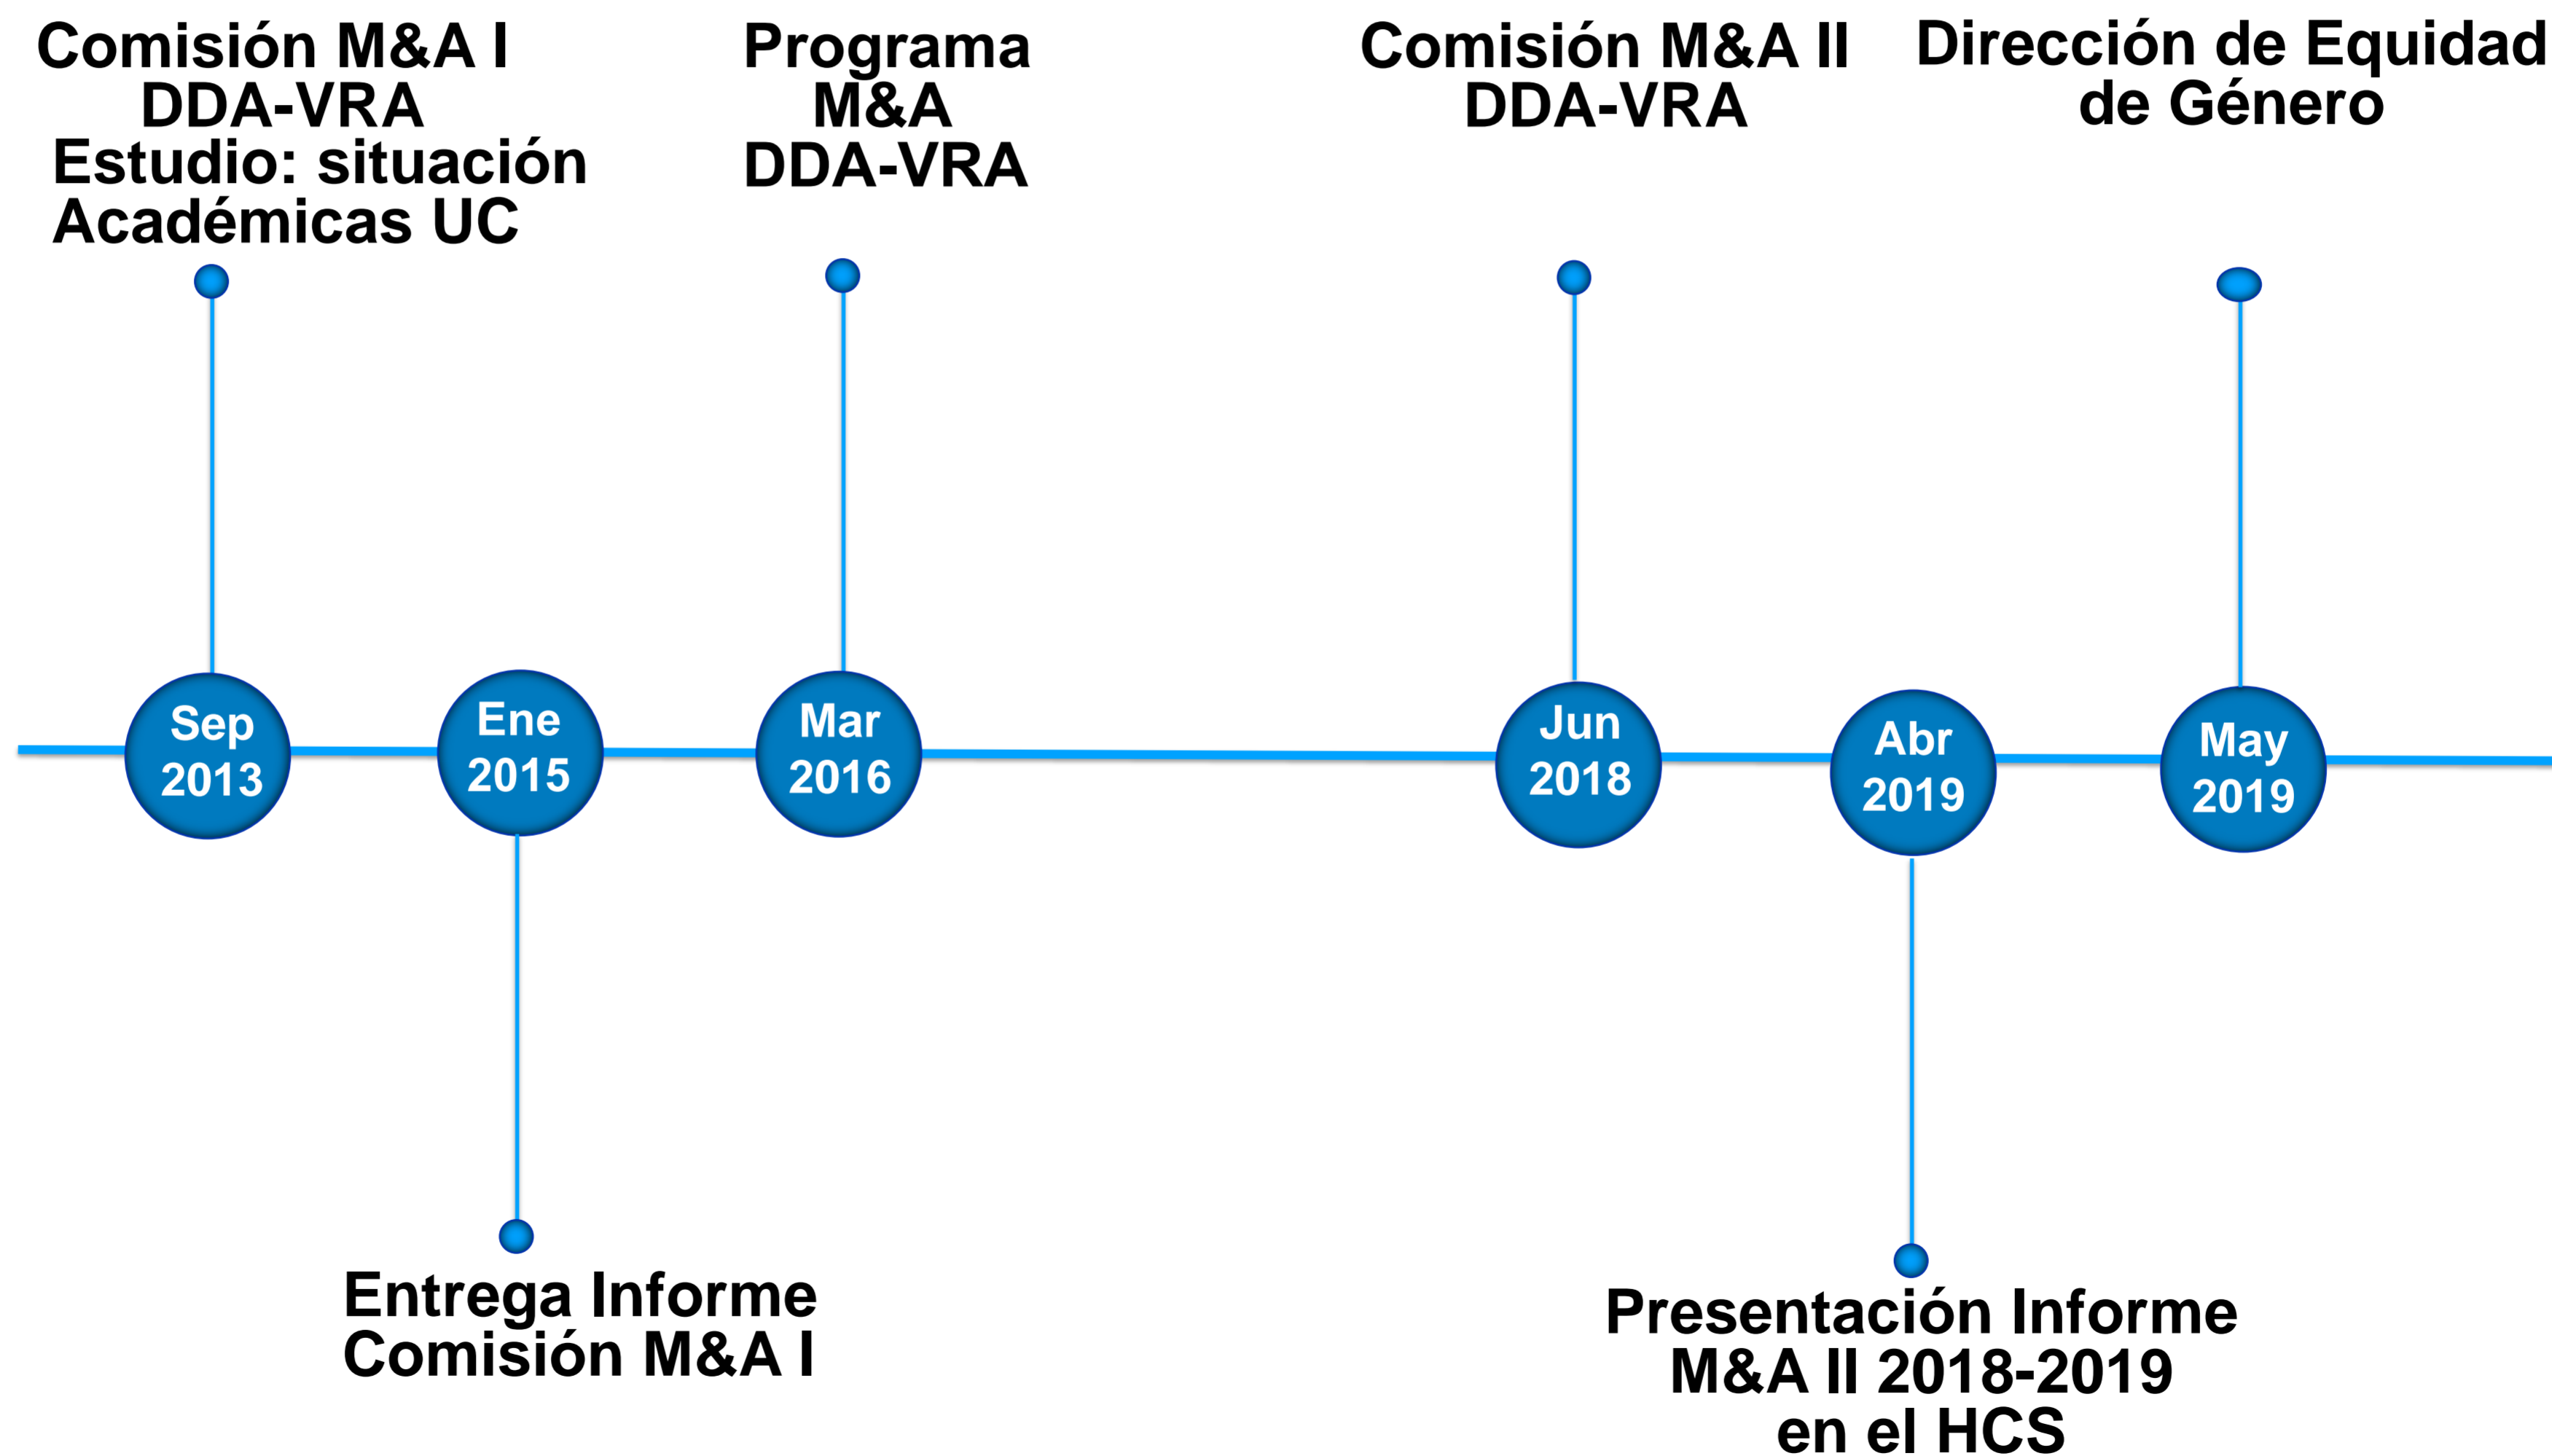 Comisión M&A I
DDA-VRA
Estudio: situación
Académicas UC
Programa
M&A
DDA-VRA
Comisión M&A II
DDA-VRA
Dirección de Equidad
de Género
Sep
2013
Ene
2015
Mar
2016
Jun
2018
Abr
2019
May
2019
Entrega Informe
Comisión M&A I
Presentación Informe
M&A II 2018-2019
en el HCS